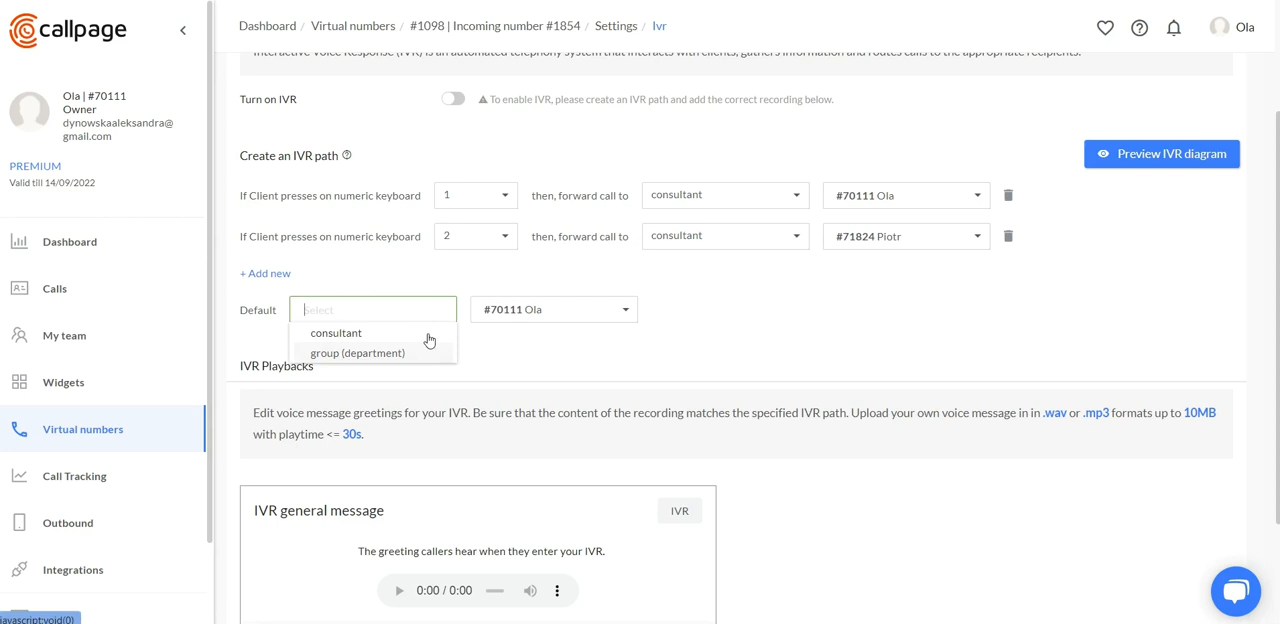 callpage
Dashboard / Virtual numbers / #1098 | Incoming number #1854 / Settings / Ivr
Ola
Ola | #70111
Owner
dynowskaaleksandra@
gmail.com
PREMIUM
Valid till 14/09/2022
Dashboard
Calls
My team
Widgets
Virtual numbers
Call Tracking
Outbound
Integrations
javascript:void(0)
Interactive Voice Response (IVR) is an automated telephony system that interacts with clients, gathers information and routes calls to the appropriate recipients.
Turn on IVR
To enable IVR, please create an IVR path and add the correct recording below.
Create an IVR path
Preview IVR diagram
If Client presses on numeric keyboard 1 then, forward call to consultant #70111 Ola
If Client presses on numeric keyboard 2 then, forward call to consultant #71824 Piotr
+ Add new
Default Select #70111 Ola
consultant
group (department)
IVR Playbacks
Edit voice message greetings for your IVR. Be sure that the content of the recording matches the specified IVR path. Upload your own voice message in in .wav or .mp3 formats up to 10MB
with playtime <= 30s.
IVR general message IVR
The greeting callers hear when they enter your IVR.
0:00 / 0:00